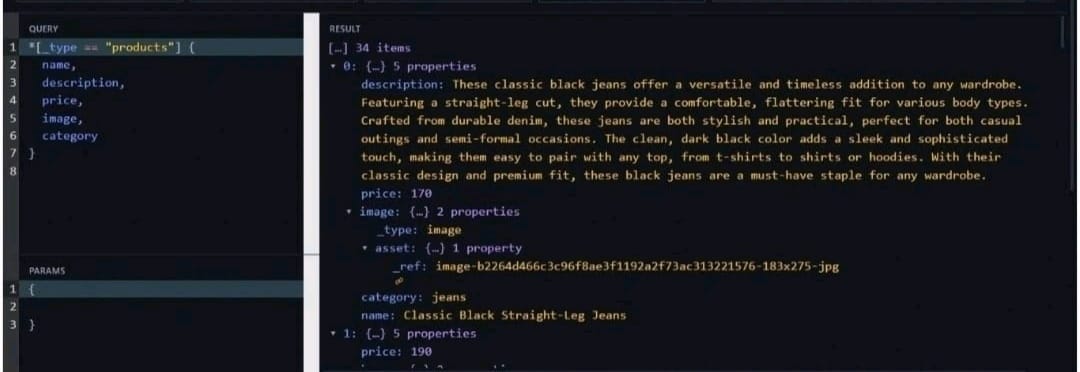 QUERY
1 *[_type == "products"] {
2 name,
3 description,
4 price,
5 image,
6 category
7 }
8
PARAMS
1 {
2
3 }
RESULT
[…] 34 items
0: {…} 5 properties
description: These classic black jeans offer a versatile and timeless addition to any wardrobe.
Featuring a straight-leg cut, they provide a comfortable, flattering fit for various body types.
Crafted from durable denim, these jeans are both stylish and practical, perfect for both casual
outings and semi-formal occasions. The clean, dark black color adds a sleek and sophisticated
touch, making them easy to pair with any top, from t-shirts to shirts or hoodies. With their
classic design and premium fit, these black jeans are a must-have staple for any wardrobe.
price: 170
image: {…} 2 properties
_type: image
asset: {…} 1 property
_ref: image-b2264d466c3c96f8ae3f1192a2f73ac313221576-183x275-jpg
category: jeans
name: Classic Black Straight-Leg Jeans
1: {…} 5 properties
price: 190